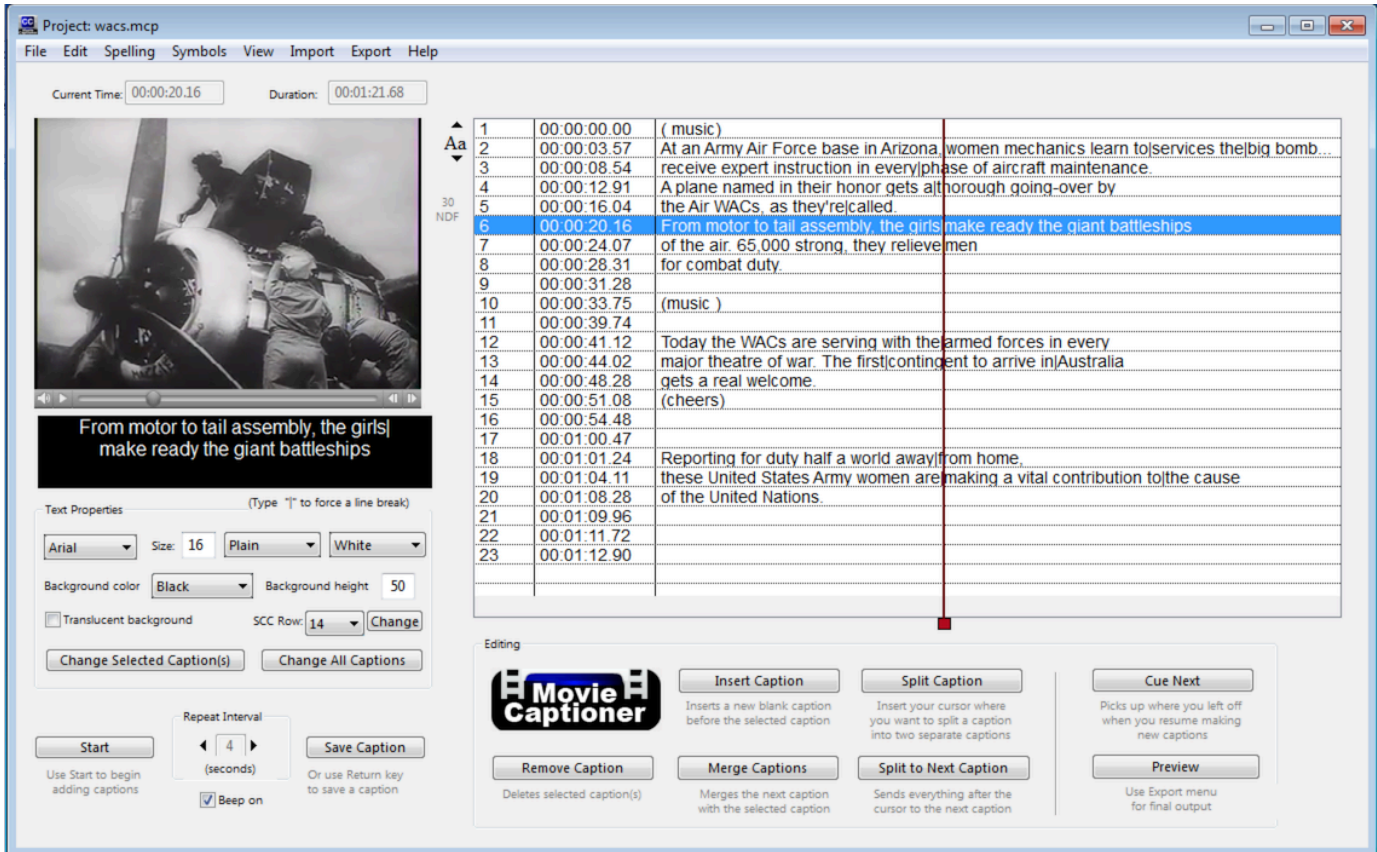 Project: wacs.mcp
File Edit Spelling Symbols View Import Export Help
Current Time: 00:00:20.16 Duration: 00:01:21.68
Aa
30
NDF
1 00:00:00.00 ( music)
2 00:00:03.57 At an Army Air Force base in Arizona, women mechanics learn to|services the|big bomb...
3 00:00:08.54 receive expert instruction in every|phase of aircraft maintenance.
4 00:00:12.91 A plane named in their honor gets a|thorough going-over by
5 00:00:16.04 the Air WACs, as they're|called.
6 00:00:20.16 From motor to tail assembly, the girls|make ready the giant battleships
7 00:00:24.07 of the air. 65,000 strong, they relieve men
8 00:00:28.31 for combat duty.
9 00:00:31.28
10 00:00:33.75 (music )
11 00:00:39.74
12 00:00:41.12 Today the WACs are serving with the armed forces in every
13 00:00:44.02 major theatre of war. The first|contingent to arrive in|Australia
14 00:00:48.28 gets a real welcome.
15 00:00:51.08 (cheers)
16 00:00:54.48
17 00:01:00.47
18 00:01:01.24 Reporting for duty half a world away|from home,
19 00:01:04.11 these United States Army women are making a vital contribution to|the cause
20 00:01:08.28 of the United Nations.
21 00:01:09.96
22 00:01:11.72
23 00:01:12.90
From motor to tail assembly, the girls|
make ready the giant battleships
(Type "|" to force a line break)
Text Properties
Arial Size: 16 Plain White
Background color Black Background height 50
Translucent background SCC Row: 14 Change
Change Selected Caption(s) Change All Captions
Repeat Interval
Start 4 Save Caption
(seconds)
Use Start to begin
adding captions
Or use Return key
to save a caption
Beep on
Editing
Movie
Captioner
Insert Caption
Inserts a new blank caption
before the selected caption
Split Caption
Insert your cursor where
you want to split a caption
into two separate captions
Cue Next
Picks up where you left off
when you resume making
new captions
Remove Caption
Deletes selected caption(s)
Merge Captions
Merges the next caption
with the selected caption
Split to Next Caption
Sends everything after the
cursor to the next caption
Preview
Use Export menu
for final output